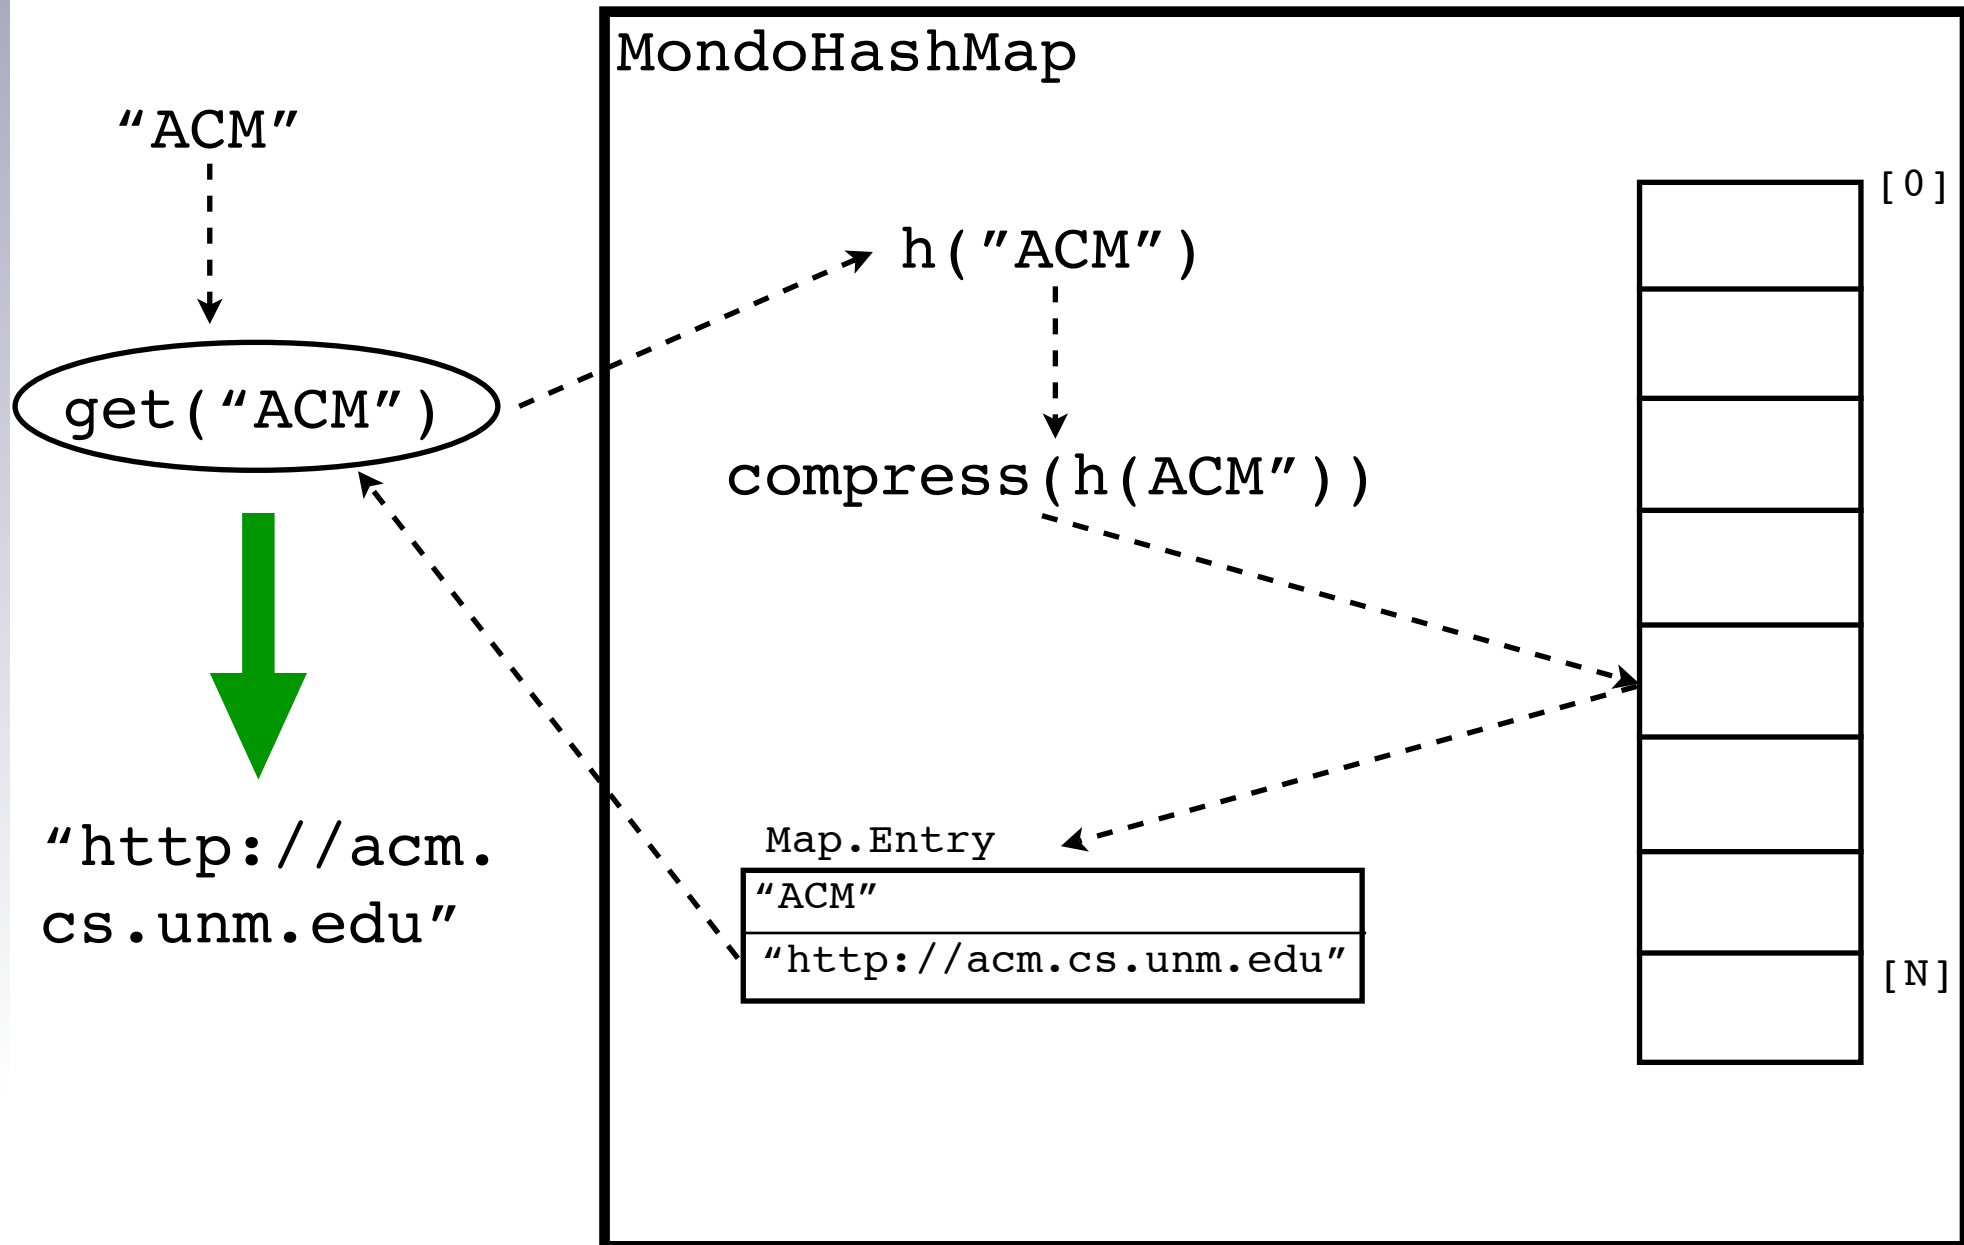 MondoHashMap
“ACM”
[0]
h(”ACM”)
get(“ACM”)
compress(h(ACM”))
“http://acm.
cs.unm.edu”
Map.Entry
“ACM”
“http://acm.cs.unm.edu”
[N]